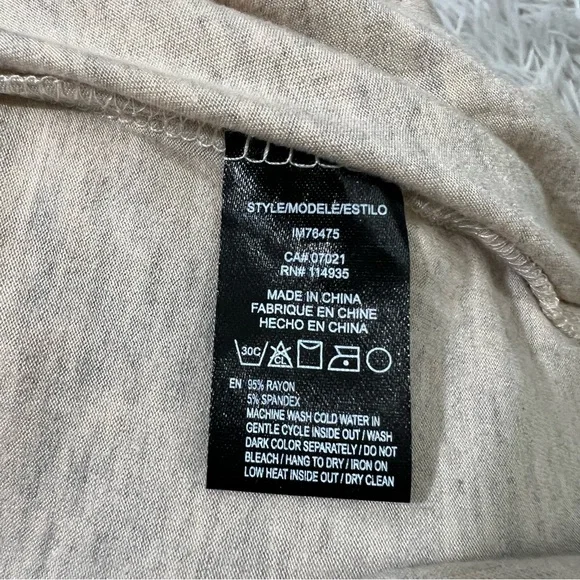 STYLE/MODELE/ESTILO
IM76475
CA# 07021
RN# 114935
MADE IN CHINA
FABRIQUE EN CHINE
HECHO EN CHINA
30C CL
EN 95% RAYON
5% SPANDEX
MACHINE WASH COLD WATER IN
GENTLE CYCLE INSIDE OUT / WASH
DARK COLOR SEPARATELY / DO NOT
BLEACH / HANG TO DRY / IRON ON
LOW HEAT INSIDE OUT / DRY CLEAN